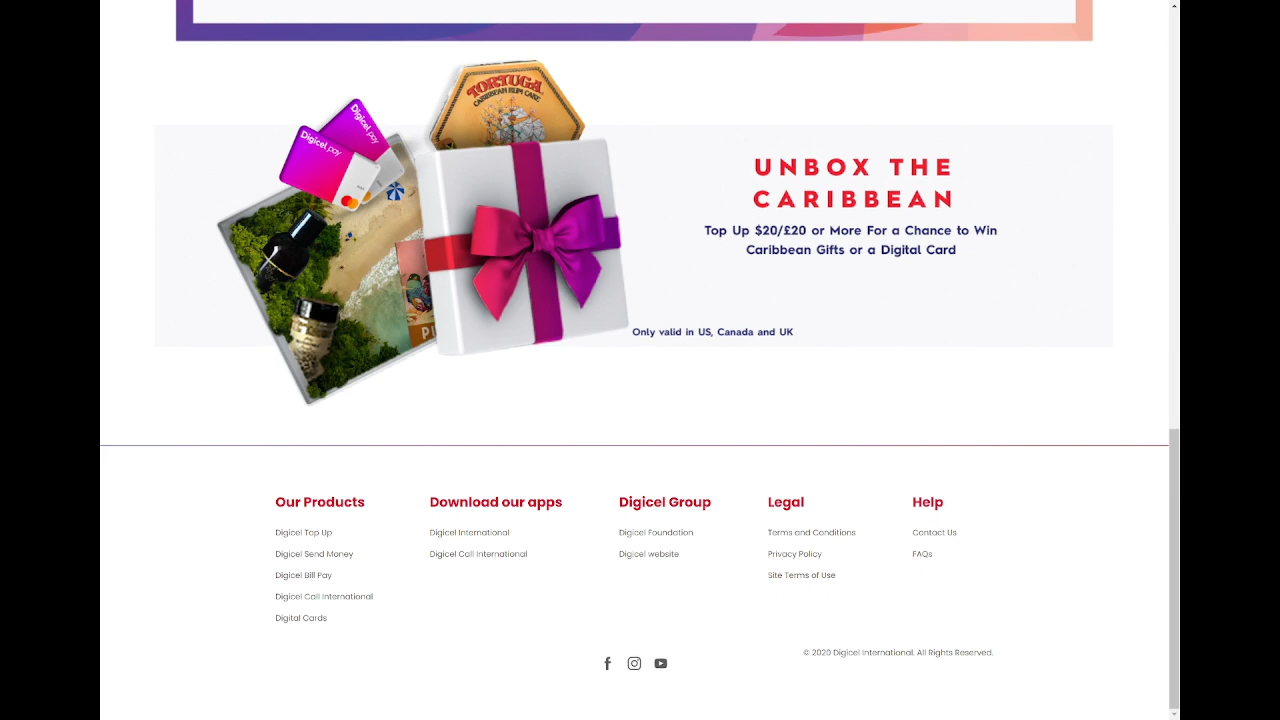 TORTUGA
CARIBBEAN RUM CAKE
Digicel pay
Digicel pay
UNBOX THE
CARIBBEAN
Top Up $20/£20 or More For a Chance to Win
Caribbean Gifts or a Digital Card
Only valid in US, Canada and UK
Our Products
Digicel Top Up
Digicel Send Money
Digicel Bill Pay
Digicel Call International
Digital Cards
Download our apps
Digicel International
Digicel Call International
Digicel Group
Digicel Foundation
Digicel website
Legal
Terms and Conditions
Privacy Policy
Site Terms of Use
Help
Contact Us
FAQs
© 2020 Digicel International. All Rights Reserved.